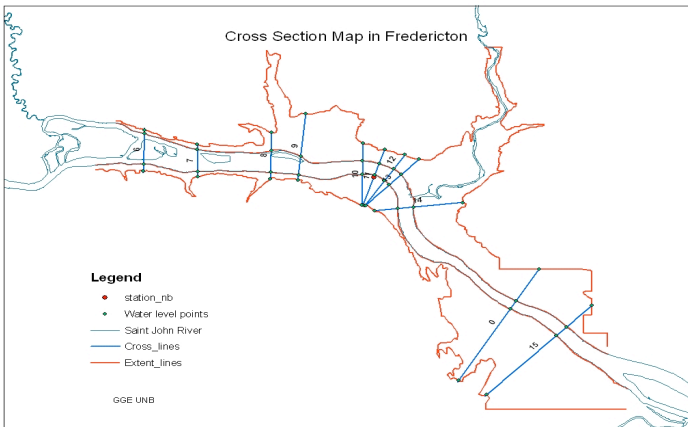 Cross Section Map in Fredericton
6
7
8
9
10
12
14
0
15
Legend
station_nb
Water level points
Saint John River
Cross_lines
Extent_lines
GGE UNB